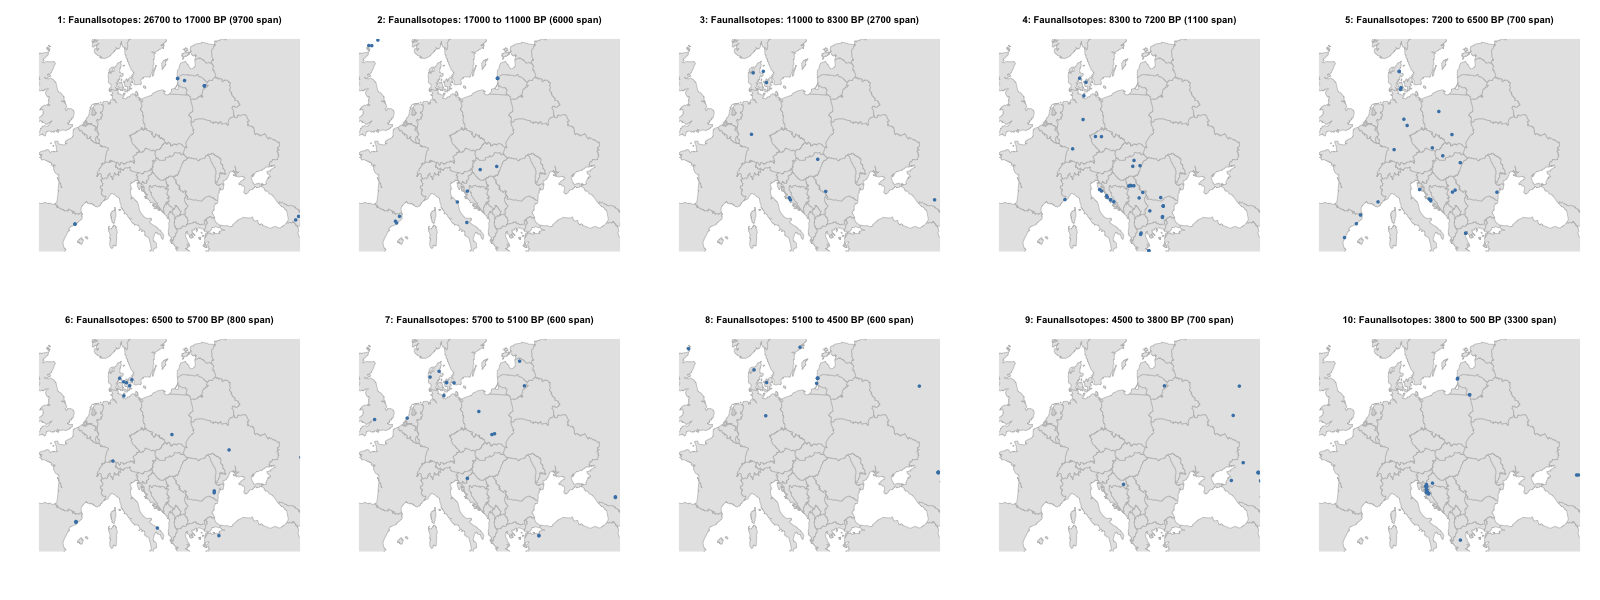 1: FaunalIsotopes: 26700 to 17000 BP (9700 span)
2: FaunalIsotopes: 17000 to 11000 BP (6000 span)
3: FaunalIsotopes: 11000 to 8300 BP (2700 span)
4: FaunalIsotopes: 8300 to 7200 BP (1100 span)
5: FaunalIsotopes: 7200 to 6500 BP (700 span)
6: FaunalIsotopes: 6500 to 5700 BP (800 span)
7: FaunalIsotopes: 5700 to 5100 BP (600 span)
8: FaunalIsotopes: 5100 to 4500 BP (600 span)
9: FaunalIsotopes: 4500 to 3800 BP (700 span)
10: FaunalIsotopes: 3800 to 500 BP (3300 span)